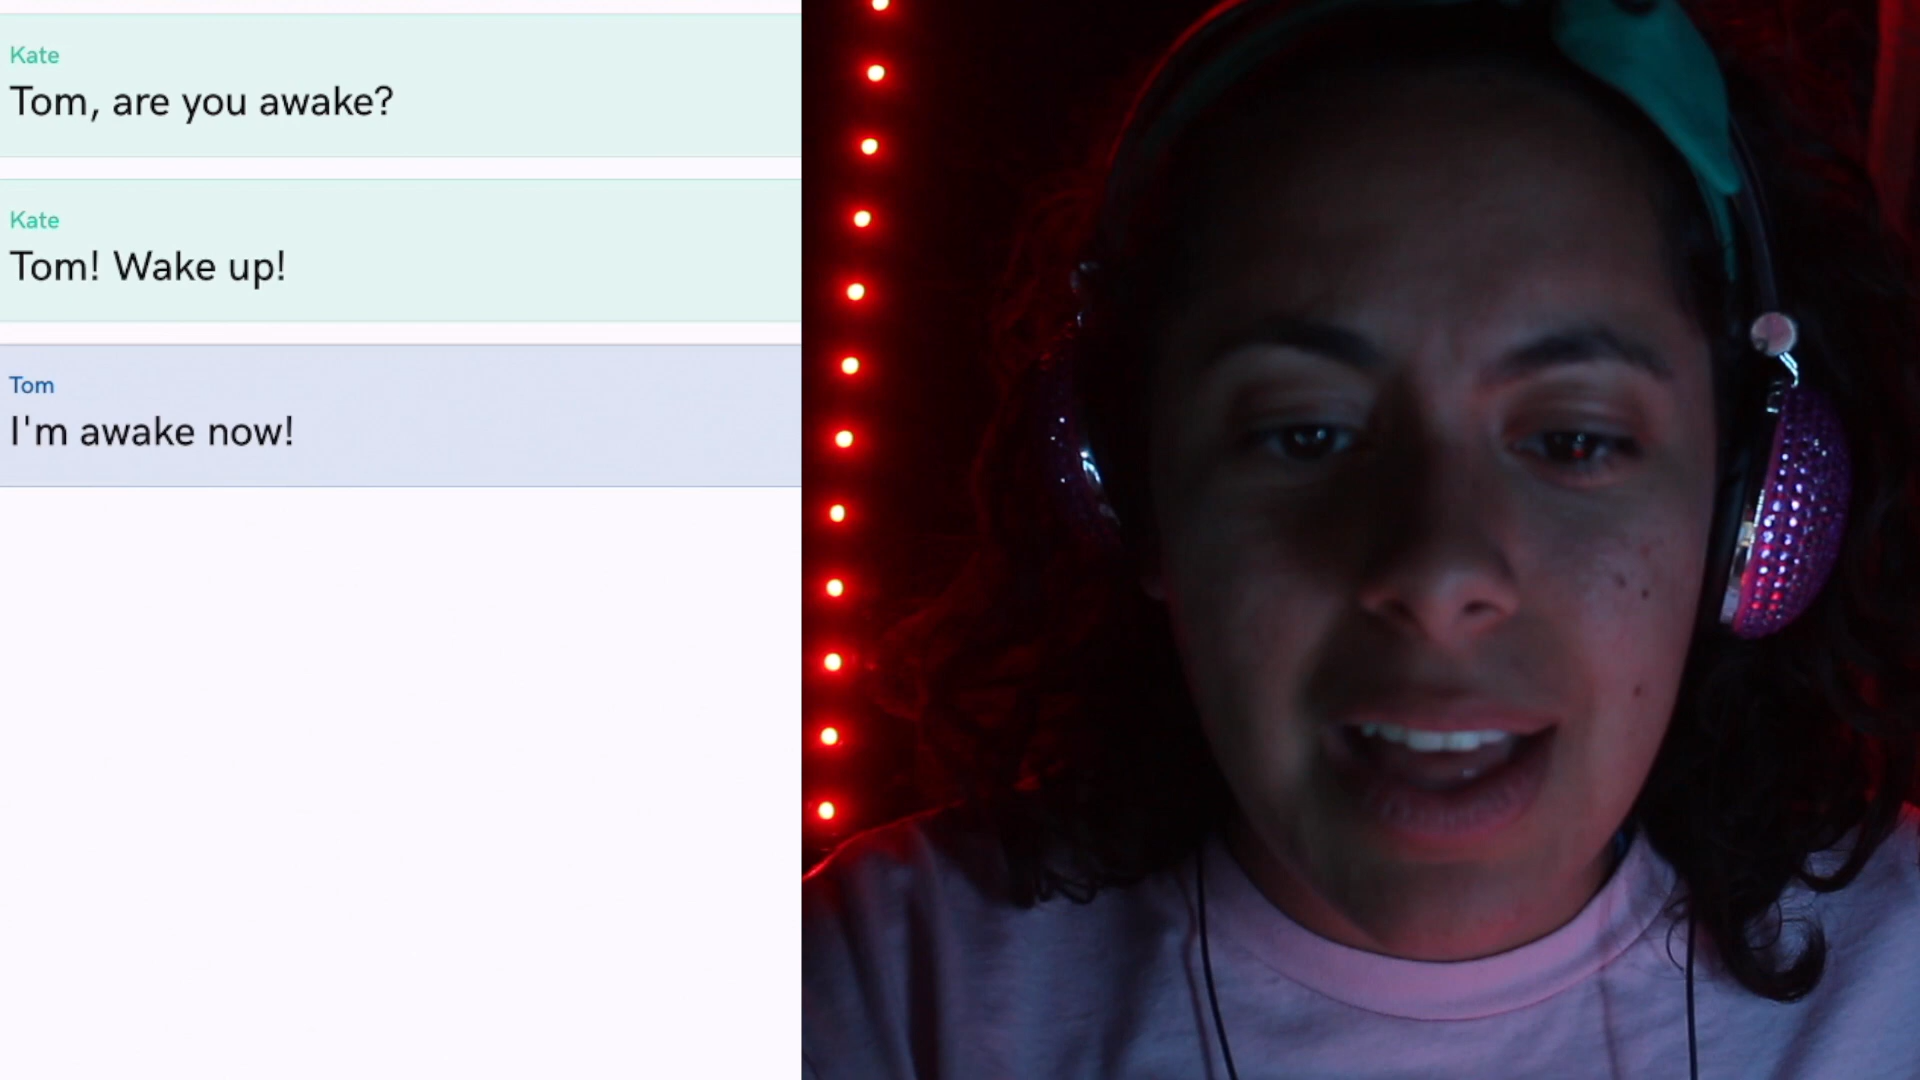 Kate
Tom, are you awake?
Kate
Tom! Wake up!
Tom
I'm awake now!